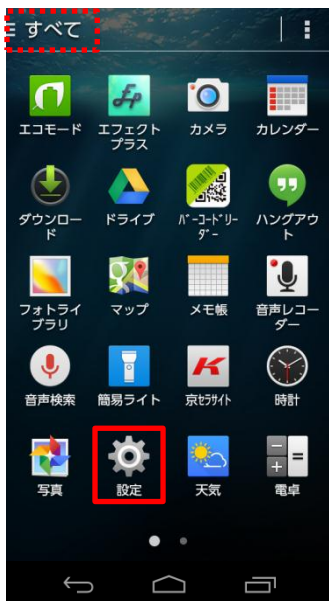 すべて
エコモード
エフェクト
プラス
カメラ
カレンダー
ダウンロー
ド
ドライブ
バーコードリー
ダー
ハングアウ
ト
フォトライ
ブラリ
マップ
メモ帳
音声レコー
ダー
音声検索
簡易ライト
京セラサイト
時計
写真
設定
天気
電卓